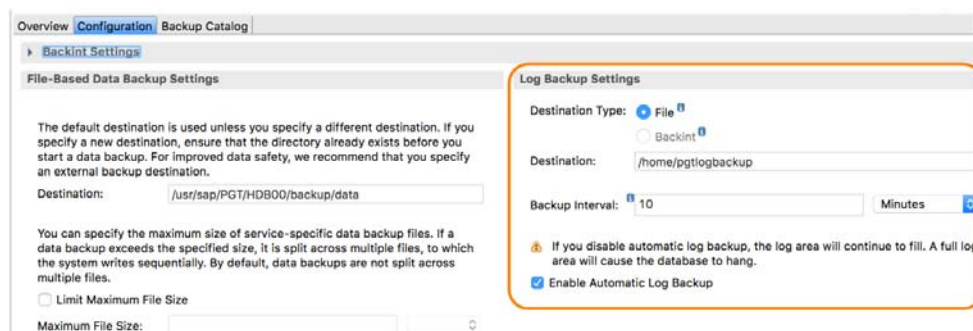 Overview Configuration Backup Catalog
Backint Settings
File-Based Data Backup Settings
The default destination is used unless you specify a different destination. If you
specify a new destination, ensure that the directory already exists before you
start a data backup. For improved data safety, we recommend that you specify
an external backup destination.
Destination: /usr/sap/PGT/HDB00/backup/data
You can specify the maximum size of service-specific data backup files. If a
data backup exceeds the specified size, it is split across multiple files, to which
the system writes sequentially. By default, data backups are not split across
multiple files.
Limit Maximum File Size
Maximum File Size:
Log Backup Settings
Destination Type: File
Backint
Destination: /home/pgtlogbackup
Backup Interval: 10 Minutes
If you disable automatic log backup, the log area will continue to fill. A full log
area will cause the database to hang.
Enable Automatic Log Backup